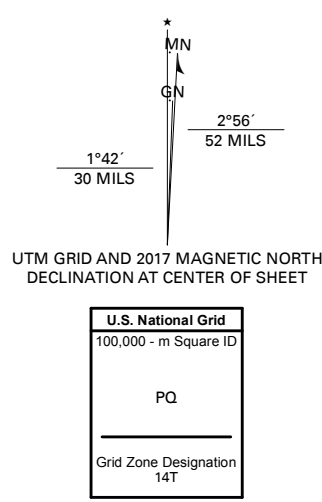 ★
MN
GN
2°56´
52 MILS
1°42´
30 MILS
UTM GRID AND 2017 MAGNETIC NORTH
DECLINATION AT CENTER OF SHEET
U.S. National Grid
100,000 - m Square ID
PQ
Grid Zone Designation
14T